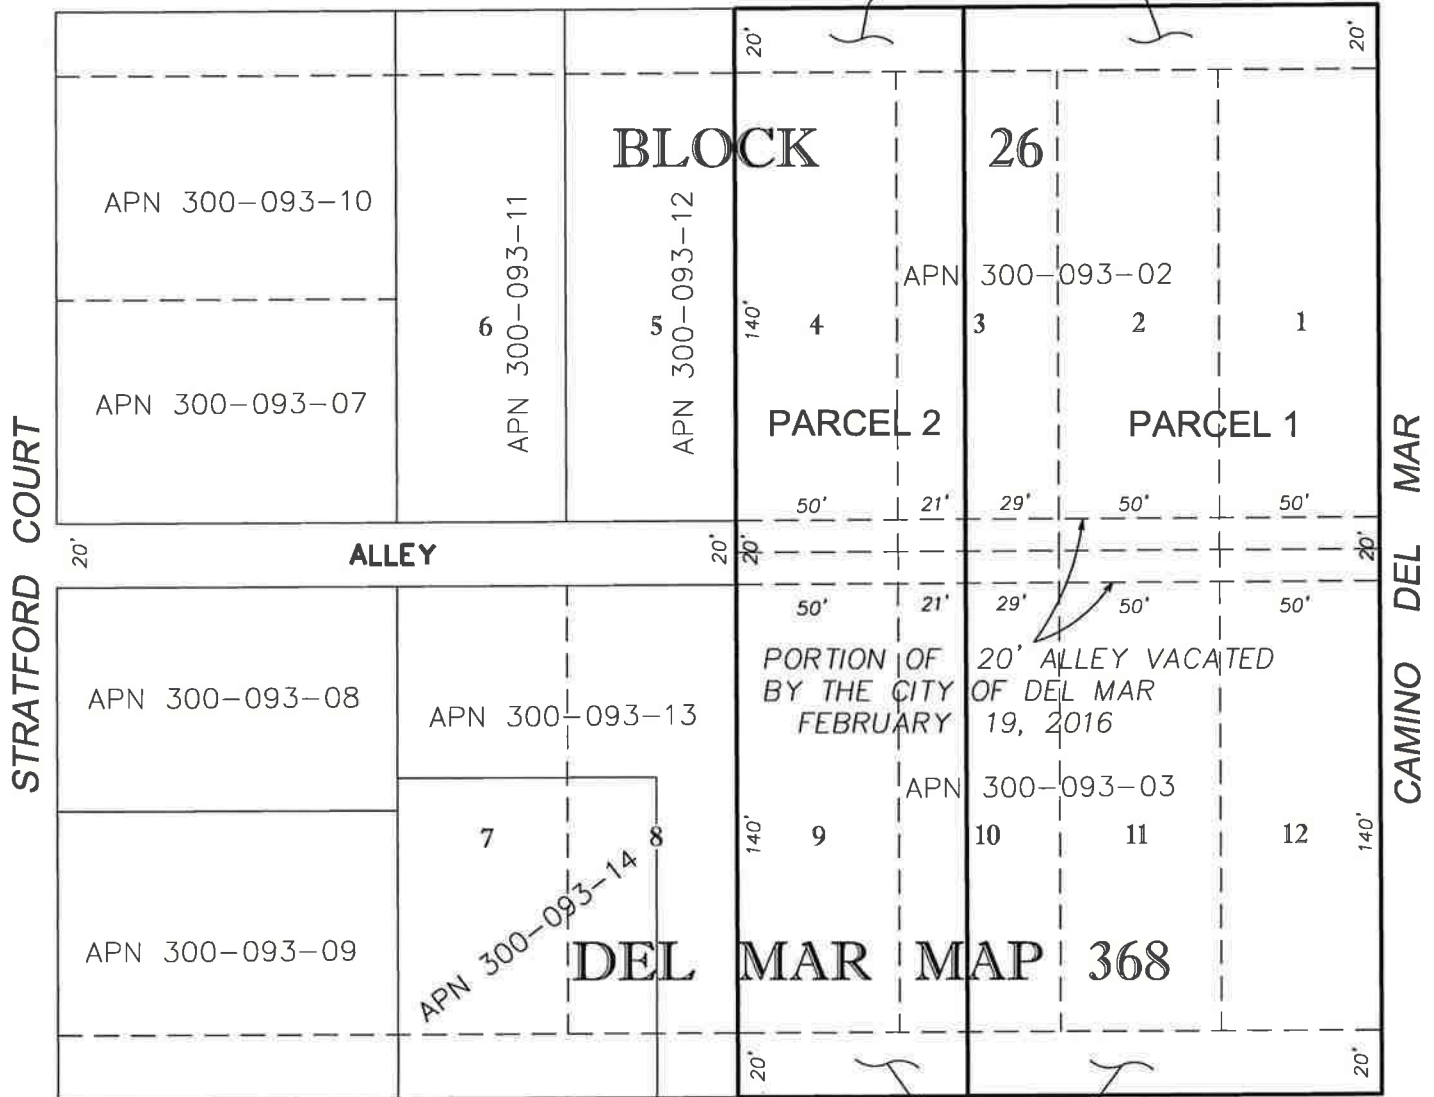 20'
20'
BLOCK 26
APN 300-093-10
APN 300-093-11
APN 300-093-12
APN 300-093-02
140'
6
5
4
3
2
1
APN 300-093-07
PARCEL 2
PARCEL 1
STRATFORD COURT
CAMINO DEL MAR
50'
21'
29'
50'
50'
20'
ALLEY
20'
20'
20'
50'
21'
29'
50'
50'
PORTION OF 20' ALLEY VACATED
BY THE CITY OF DEL MAR
FEBRUARY 19, 2016
APN 300-093-08
APN 300-093-13
APN 300-093-03
140'
7
8
9
10
11
12
140'
APN 300-093-14
APN 300-093-09
DEL MAR MAP 368
20'
20'